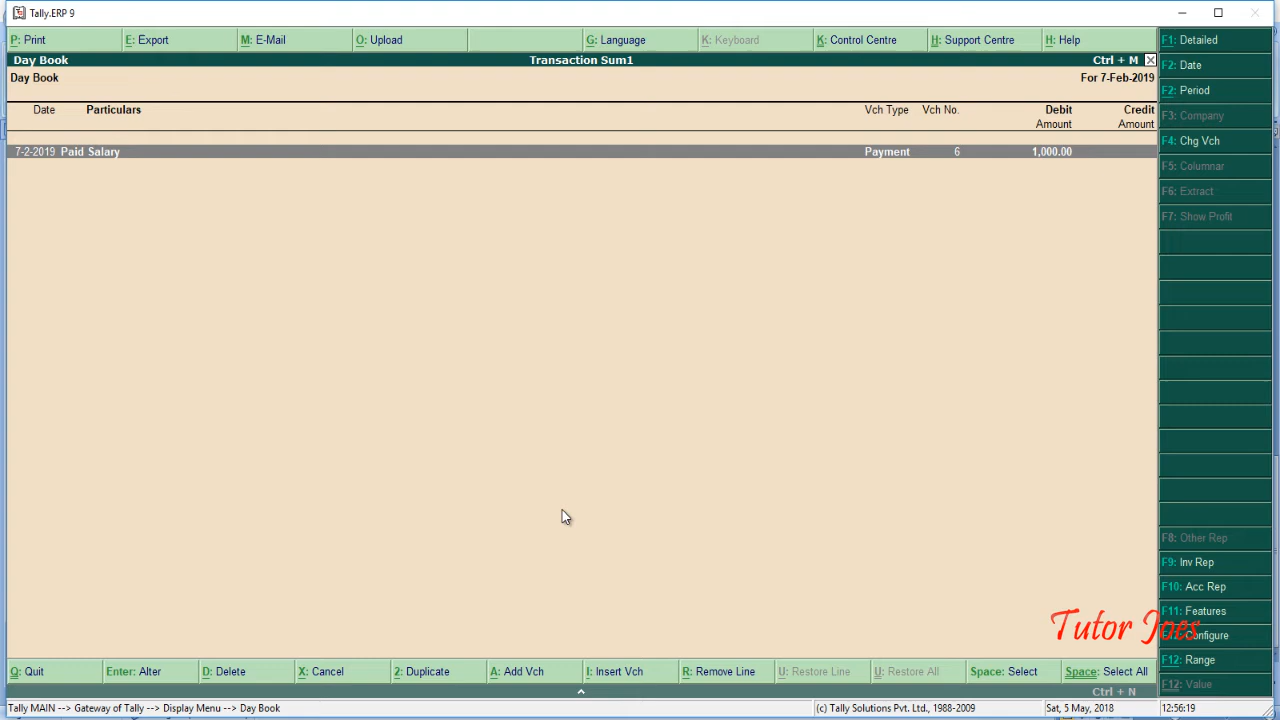 Tally.ERP 9
P: Print
E: Export
M: E-Mail
O: Upload
G: Language
K: Keyboard
K: Control Centre
H: Support Centre
H: Help
Day Book
Transaction Sum1
Ctrl + M
Day Book
For 7-Feb-2019
Date
Particulars
Vch Type
Vch No.
Debit
Amount
Credit
Amount
7-2-2019 Paid Salary Payment 6 1,000.00
F1: Detailed
F2: Date
F2: Period
F3: Company
F4: Chg Vch
F5: Columnar
F6: Extract
F7: Show Profit
F8: Other Rep
F9: Inv Rep
F10: Acc Rep
F11: Features
Configure
F12: Range
F12: Value
Tutor Joes
Q: Quit
Enter: Alter
D: Delete
X: Cancel
2: Duplicate
A: Add Vch
I: Insert Vch
R: Remove Line
U: Restore Line
U: Restore All
Space: Select
Space: Select All
Ctrl + N
Tally MAIN --> Gateway of Tally --> Display Menu --> Day Book
(c) Tally Solutions Pvt. Ltd., 1988-2009
Sat, 5 May, 2018
12:56:19